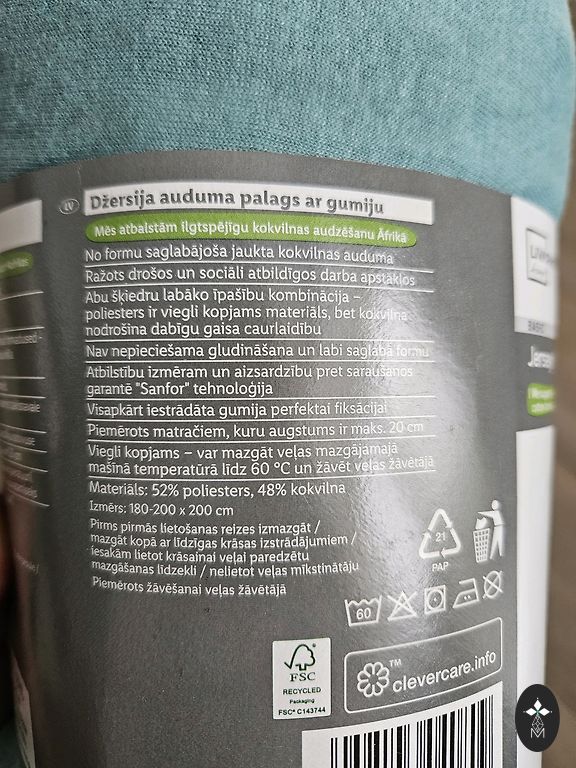 LV
Džersija auduma palags ar gumiju
Mēs atbalstām ilgtspējīgu kokvilnas audzēšanu Āfrikā
No formu saglabājoša jaukta kokvilnas auduma
Ražots drošos un sociāli atbildīgos darba apstākļos
Abu šķiedru labāko īpašību kombinācija –
poliesters ir viegli kopjams materiāls, bet kokvilna
nodrošina dabīgu gaisa caurlaidību
Nav nepieciešama gludināšana un labi saglabā formu
Atbilstību izmēram un aizsardzību pret saraušanos
garantē "Sanfor" tehnoloģija
Visapkārt iestrādāta gumija perfektai fiksācijai
Piemērots matračiem, kuru augstums ir maks. 20 cm
Viegli kopjams – var mazgāt veļas mazgājamajā
mašīnā temperatūrā līdz 60 °C un žāvēt veļas žāvētājā
Materiāls: 52% poliesters, 48% kokvilna
Izmērs: 180-200 x 200 cm
Pirms pirmās lietošanas reizes izmazgāt /
mazgāt kopā ar līdzīgas krāsas izstrādājumiem /
iesakām lietot krāsainai veļai paredzētu
mazgāšanas līdzekli / nelietot veļas mīkstinātāju
Piemērots žāvēšanai veļas žāvētājā
21
PAP
60
FSC
RECYCLED
Packaging
FSC® C143744
™
clevercare.info
M